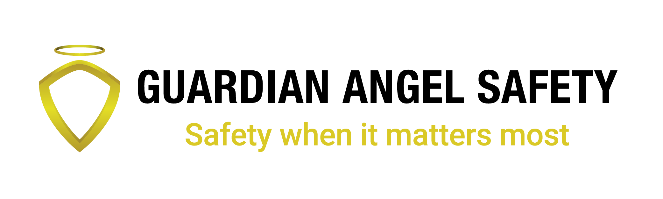 GUARDIAN ANGEL SAFETY
Safety when it matters most